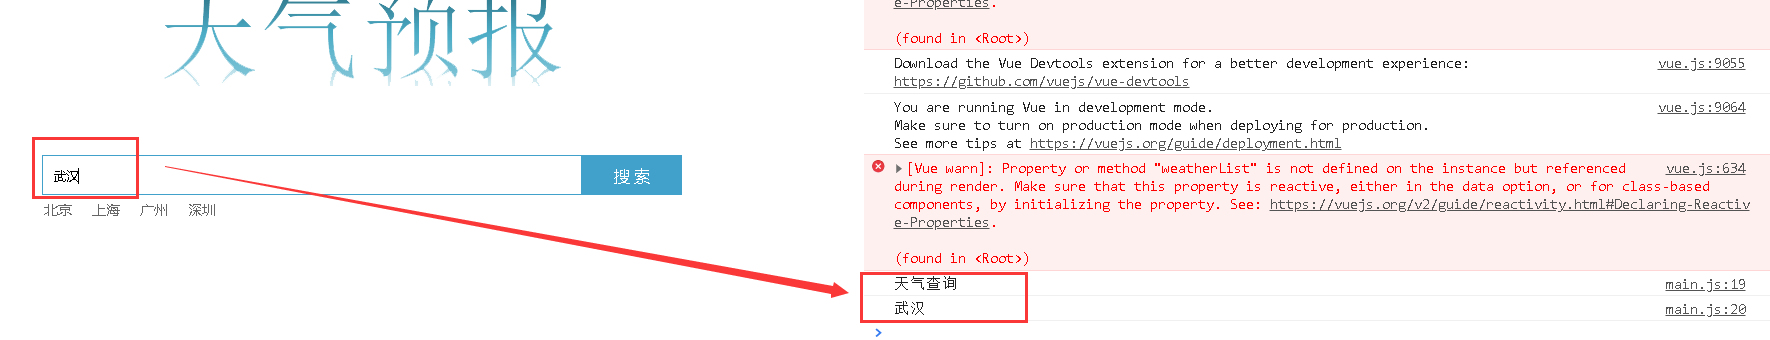 天气预报
武汉
搜索
北京 上海 广州 深圳
e-Properties.
(found in <Root>)
Download the Vue Devtools extension for a better development experience: vue.js:9055
https://github.com/vuejs/vue-devtools
You are running Vue in development mode. vue.js:9064
Make sure to turn on production mode when deploying for production.
See more tips at https://vuejs.org/guide/deployment.html
[Vue warn]: Property or method "weatherList" is not defined on the instance but referenced vue.js:634
during render. Make sure that this property is reactive, either in the data option, or for class-based
components, by initializing the property. See: https://vuejs.org/v2/guide/reactivity.html#Declaring-Reactiv
e-Properties.
(found in <Root>)
天气查询 main.js:19
武汉 main.js:20